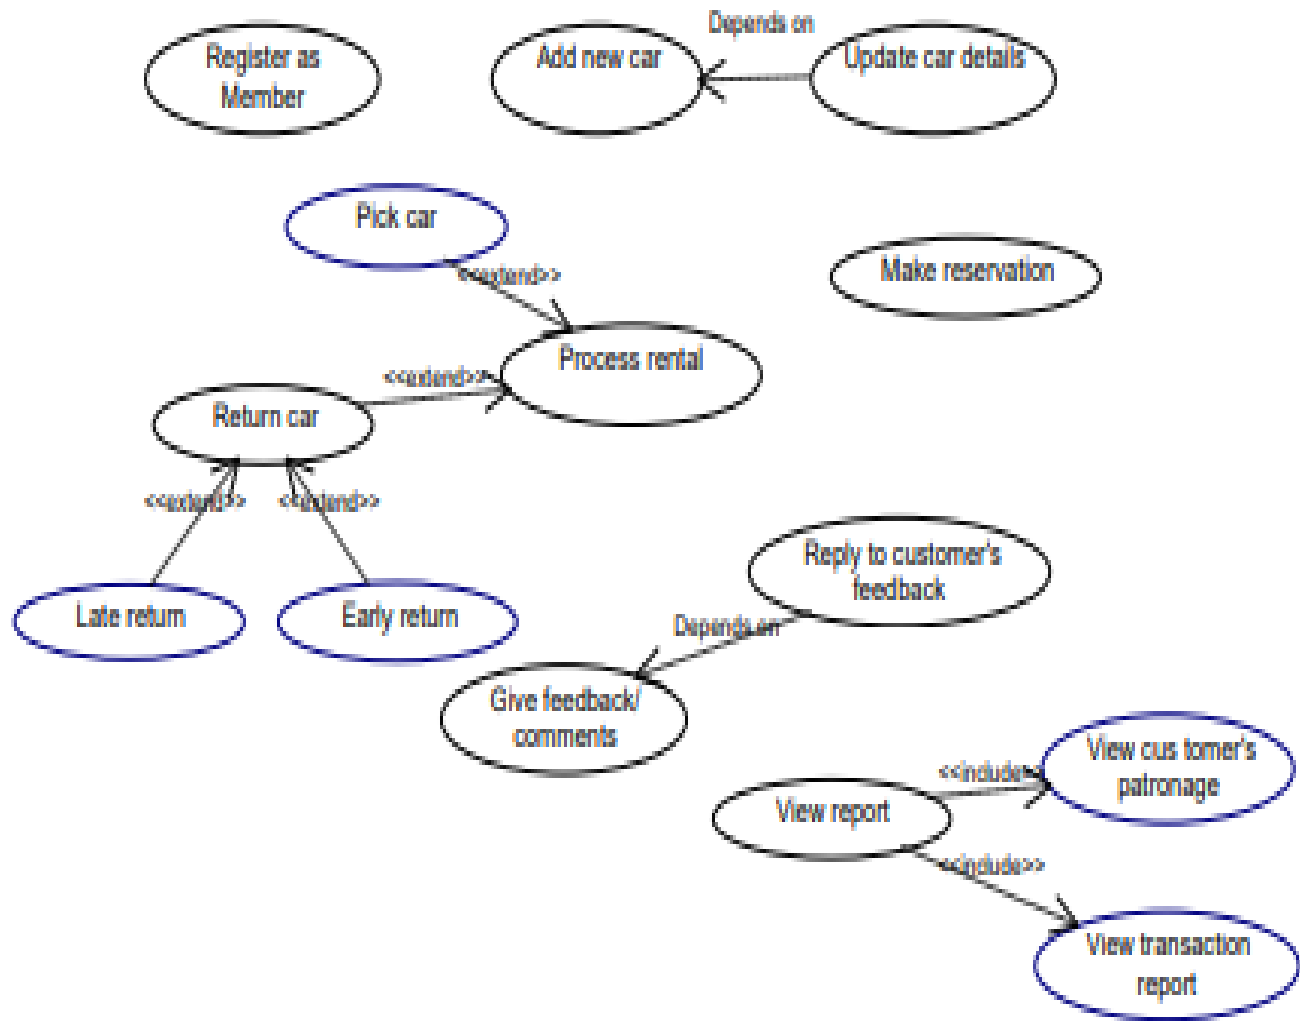 Depends on
Register as
Member
Add new car
Update car details
Pick car
<<extend>>
Make reservation
Process rental
<<extend>>
Return car
<<extend>>
<<extend>>
Late return
Early return
Reply to customer's
feedback
Depends on
Give feedback/
comments
View cus tomer's
patronage
<<include>>
View report
<<include>>
View transaction
report